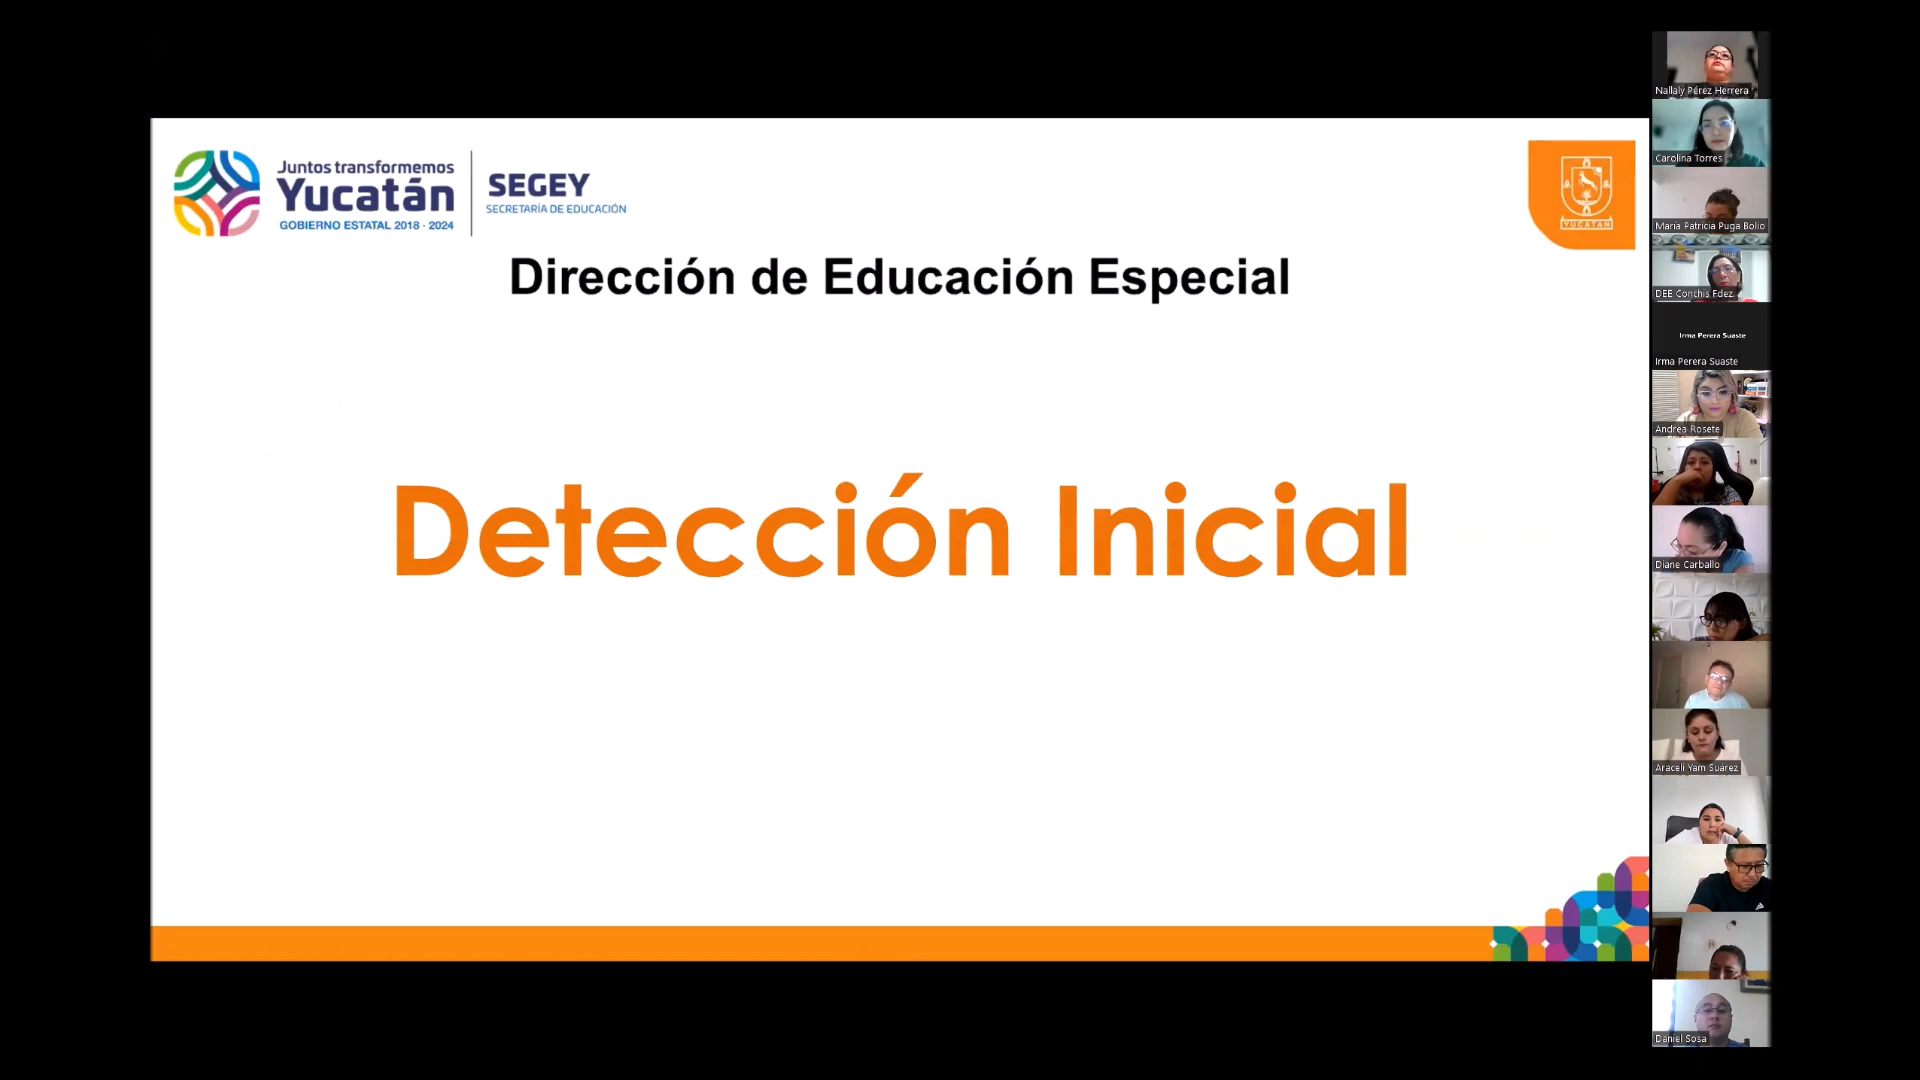 Juntos transformemos
Yucatán
GOBIERNO ESTATAL 2018 - 2024
SEGEY
SECRETARÍA DE EDUCACIÓN
YUCATÁN
Dirección de Educación Especial
Detección Inicial
Nallaly Pérez Herrera
Carolina Torres
María Patricia Puga Bolio
DEE Conchis Fdez.
Irma Perera Suaste
Irma Perera Suaste
Andrea Rosete
Diane Carballo
Araceli Yam Suárez
Daniel Sosa